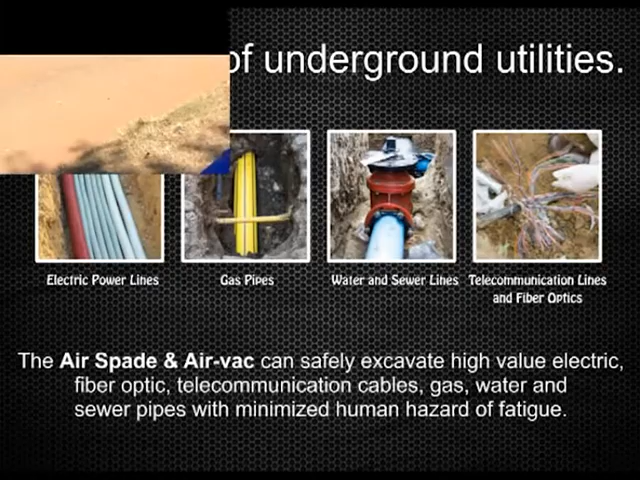 of underground utilities.
Electric Power Lines
Gas Pipes
Water and Sewer Lines
Telecommunication Lines
and Fiber Optics
The Air Spade & Air-vac can safely excavate high value electric,
fiber optic, telecommunication cables, gas, water and
sewer pipes with minimized human hazard of fatigue.